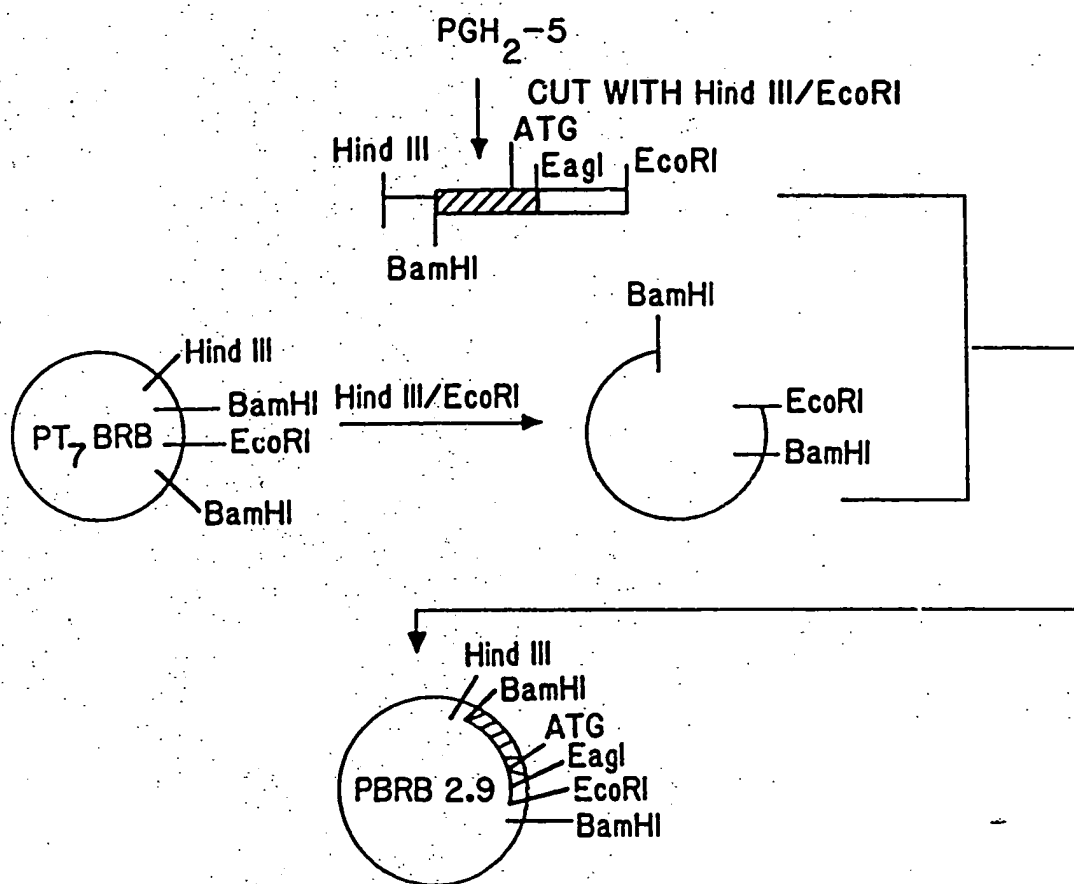 PGH2-5
CUT WITH Hind III/EcoRI
ATG
Hind III
EagI
EcoRI
BamHI
BamHI
Hind III
BamHI
Hind III/EcoRI
EcoRI
PT7 BRB
EcoRI
BamHI
BamHI
Hind III
BamHI
ATG
EagI
EcoRI
PBRB 2.9
BamHI